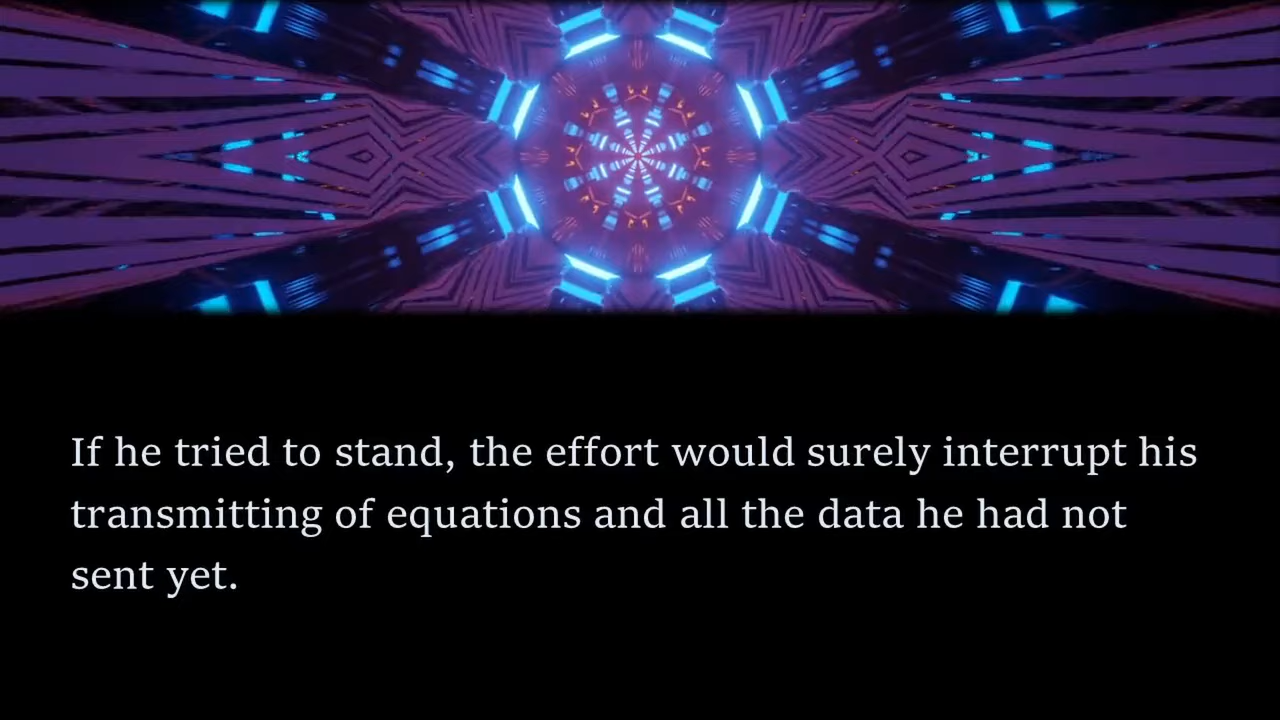 If he tried to stand, the effort would surely interrupt his
transmitting of equations and all the data he had not
sent yet.